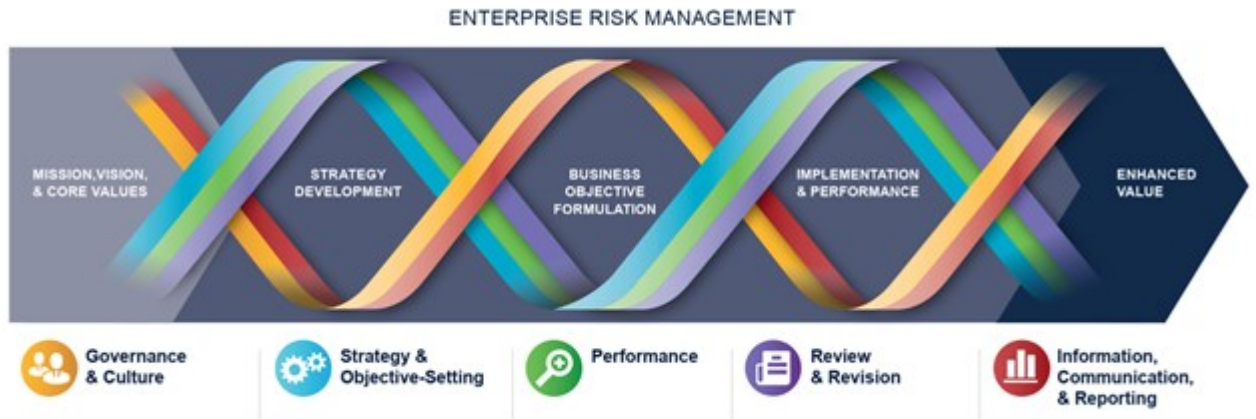 ENTERPRISE RISK MANAGEMENT
MISSION,VISION,
& CORE VALUES
STRATEGY
DEVELOPMENT
BUSINESS
OBJECTIVE
FORMULATION
IMPLEMENTATION
& PERFORMANCE
ENHANCED
VALUE
Governance
& Culture
Strategy &
Objective-Setting
Performance
Review
& Revision
Information,
Communication,
& Reporting